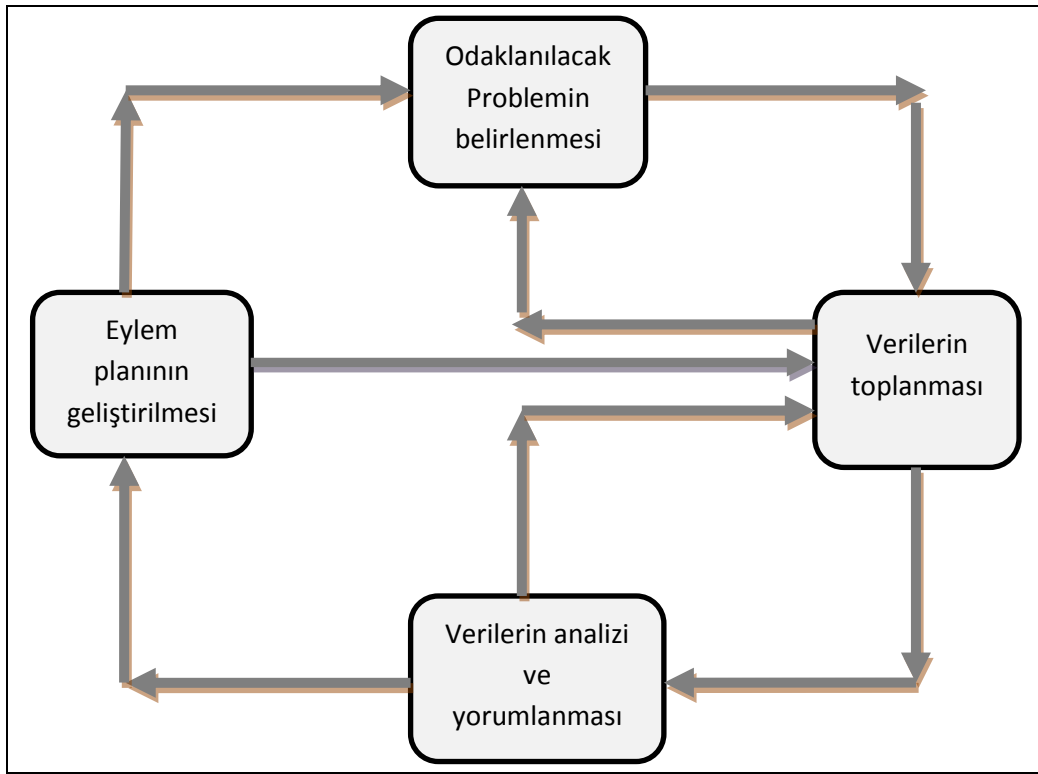 Odaklanılacak
Problemin
belirlenmesi
Eylem
planının
geliştirilmesi
Verilerin
toplanması
Verilerin analizi
ve
yorumlanması